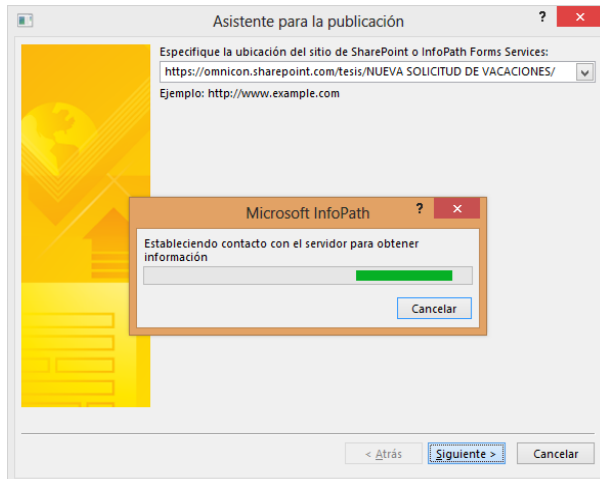 Asistente para la publicación
?
Especifique la ubicación del sitio de SharePoint o InfoPath Forms Services:
https://omnicon.sharepoint.com/tesis/NUEVA SOLICITUD DE VACACIONES/
Ejemplo: http://www.example.com
Microsoft InfoPath
?
Estableciendo contacto con el servidor para obtener
información
Cancelar
< Atrás
Siguiente >
Cancelar